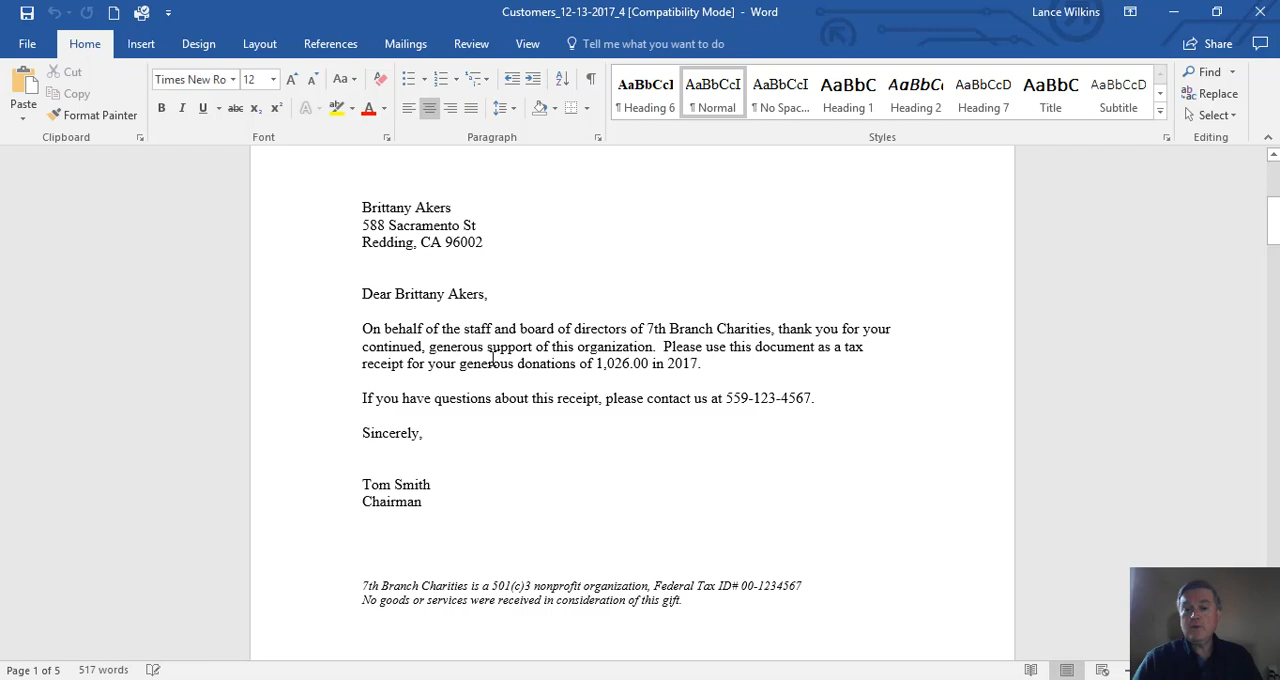 Customers_12-13-2017_4 [Compatibility Mode] - Word
Lance Wilkins
File Home Insert Design Layout References Mailings Review View Tell me what you want to do
Share
Paste
Cut
Copy
Format Painter
Clipboard
Times New Ro 12
Aa
B I U abc X₂ X²
A ab A
Font
Paragraph
AaBbCcI AaBbCcI AaBbCcI AaBbC AaBbC AaBbCcD AaBbC AaBbCcD
¶ Heading 6 ¶ Normal ¶ No Spac... Heading 1 Heading 2 Heading 7 Title Subtitle
Styles
Find
Replace
Select
Editing
Brittany Akers
588 Sacramento St
Redding, CA 96002
Dear Brittany Akers,
On behalf of the staff and board of directors of 7th Branch Charities, thank you for your
continued, generous support of this organization. Please use this document as a tax
receipt for your generous donations of 1,026.00 in 2017.
If you have questions about this receipt, please contact us at 559-123-4567.
Sincerely,
Tom Smith
Chairman
7th Branch Charities is a 501(c)3 nonprofit organization, Federal Tax ID# 00-1234567
No goods or services were received in consideration of this gift.
Page 1 of 5 517 words